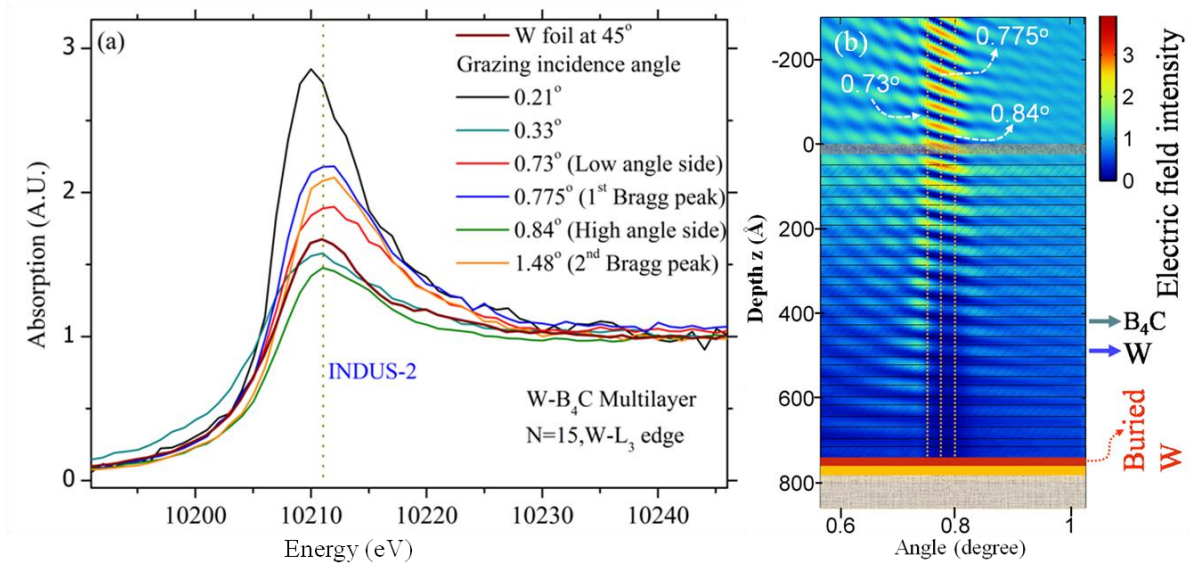 (a)
W foil at 45°
Grazing incidence angle
0.21°
0.33°
0.73° (Low angle side)
0.775° (1st Bragg peak)
0.84° (High angle side)
1.48° (2nd Bragg peak)
INDUS-2
W-B₄C Multilayer
N=15,W-L₃ edge
Absorption (A.U.)
3
2
1
0
10200
10210
10220
10230
10240
Energy (eV)
(b)
0.775°
0.73°
0.84°
Depth z (Å)
-200
0
200
400
600
800
0.6
0.8
1
Angle (degree)
3
2
1
0
Electric field intensity
B₄C
W
Buried
W